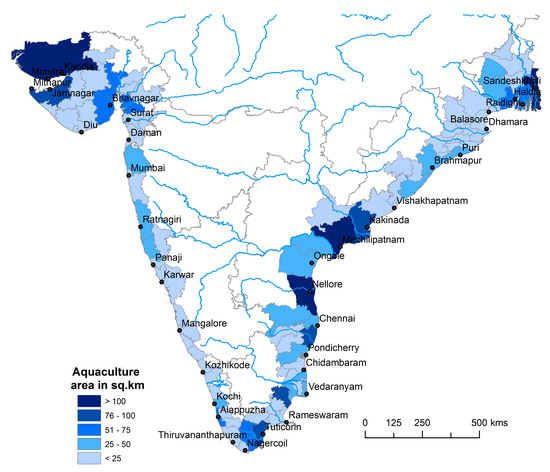 Kandla
Mundra
Mithapur
Jamnagar
Bhavnagar
Surat
Diu
Daman
Mumbai
Ratnagiri
Panaji
Karwar
Mangalore
Kozhikode
Kochi
Alappuzha
Thiruvananthapuram
Nagercoil
Tuticorin
Rameswaram
Vedaranyam
Chidambaram
Pondicherry
Chennai
Nellore
Ongole
Machilipatnam
Kakinada
Vishakhapatnam
Brahmapur
Puri
Dhamara
Balasore
Raidighi
Haldia
Sandeshkhali
Aquaculture
area in sq.km
> 100
76 - 100
51 - 75
25 - 50
< 25
0 125 250 500 kms